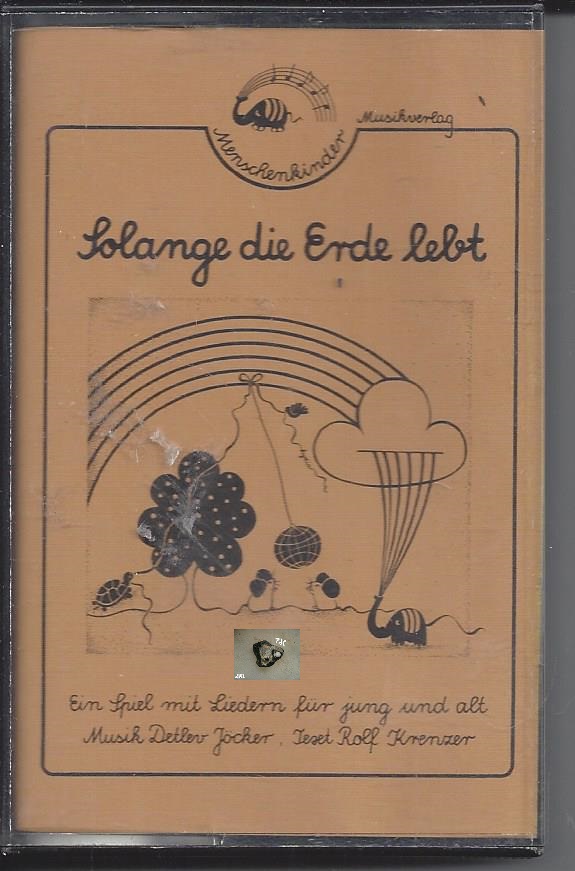 Musikverlag
Menschenkinder
Solange die Erde lebt
Ein Spiel mit Liedern für jung und alt
Musik Detlev Jöcker, Text Rolf Krenzer